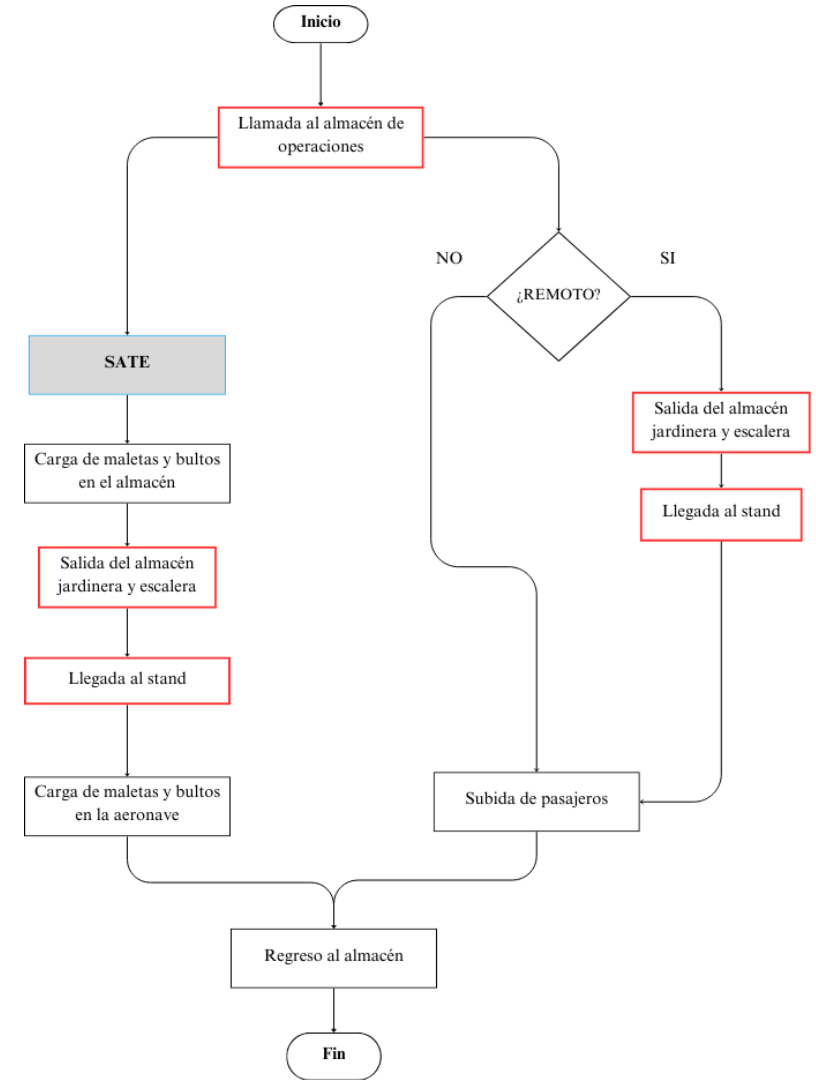 Inicio
Llamada al almacén de
operaciones
NO
SI
¿REMOTO?
SATE
Salida del almacén
jardinera y escalera
Carga de maletas y bultos
en el almacén
Llegada al stand
Salida del almacén
jardinera y escalera
Llegada al stand
Carga de maletas y bultos
en la aeronave
Subida de pasajeros
Regreso al almacén
Fin